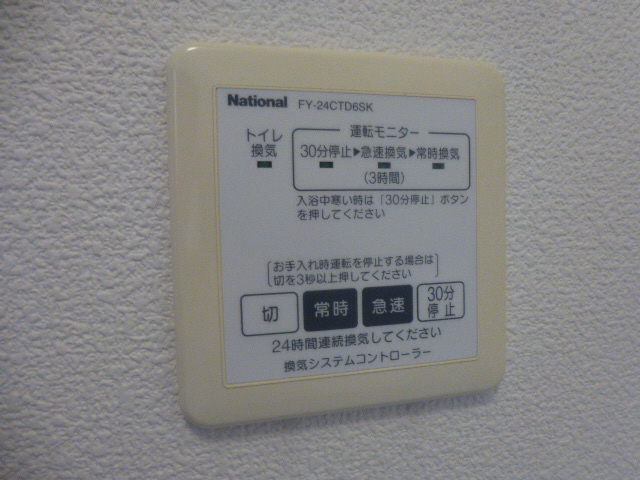 National FY-24CTD6SK
トイレ
換気
運転モニター
30分停止▶急速換気▶常時換気
(3時間)
入浴中寒い時は「30分停止」ボタン
を押してください
お手入れ時運転を停止する場合は
切を3秒以上押してください
切 常時 急速 30分
停止
24時間連続換気してください
換気システムコントローラー